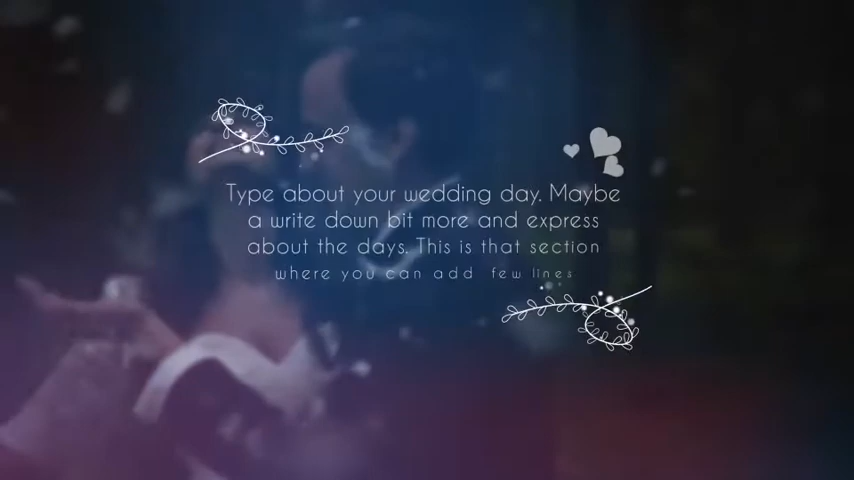 Type about your wedding day. Maybe
a write down bit more and express
about the days. This is that section
where you can add few lines